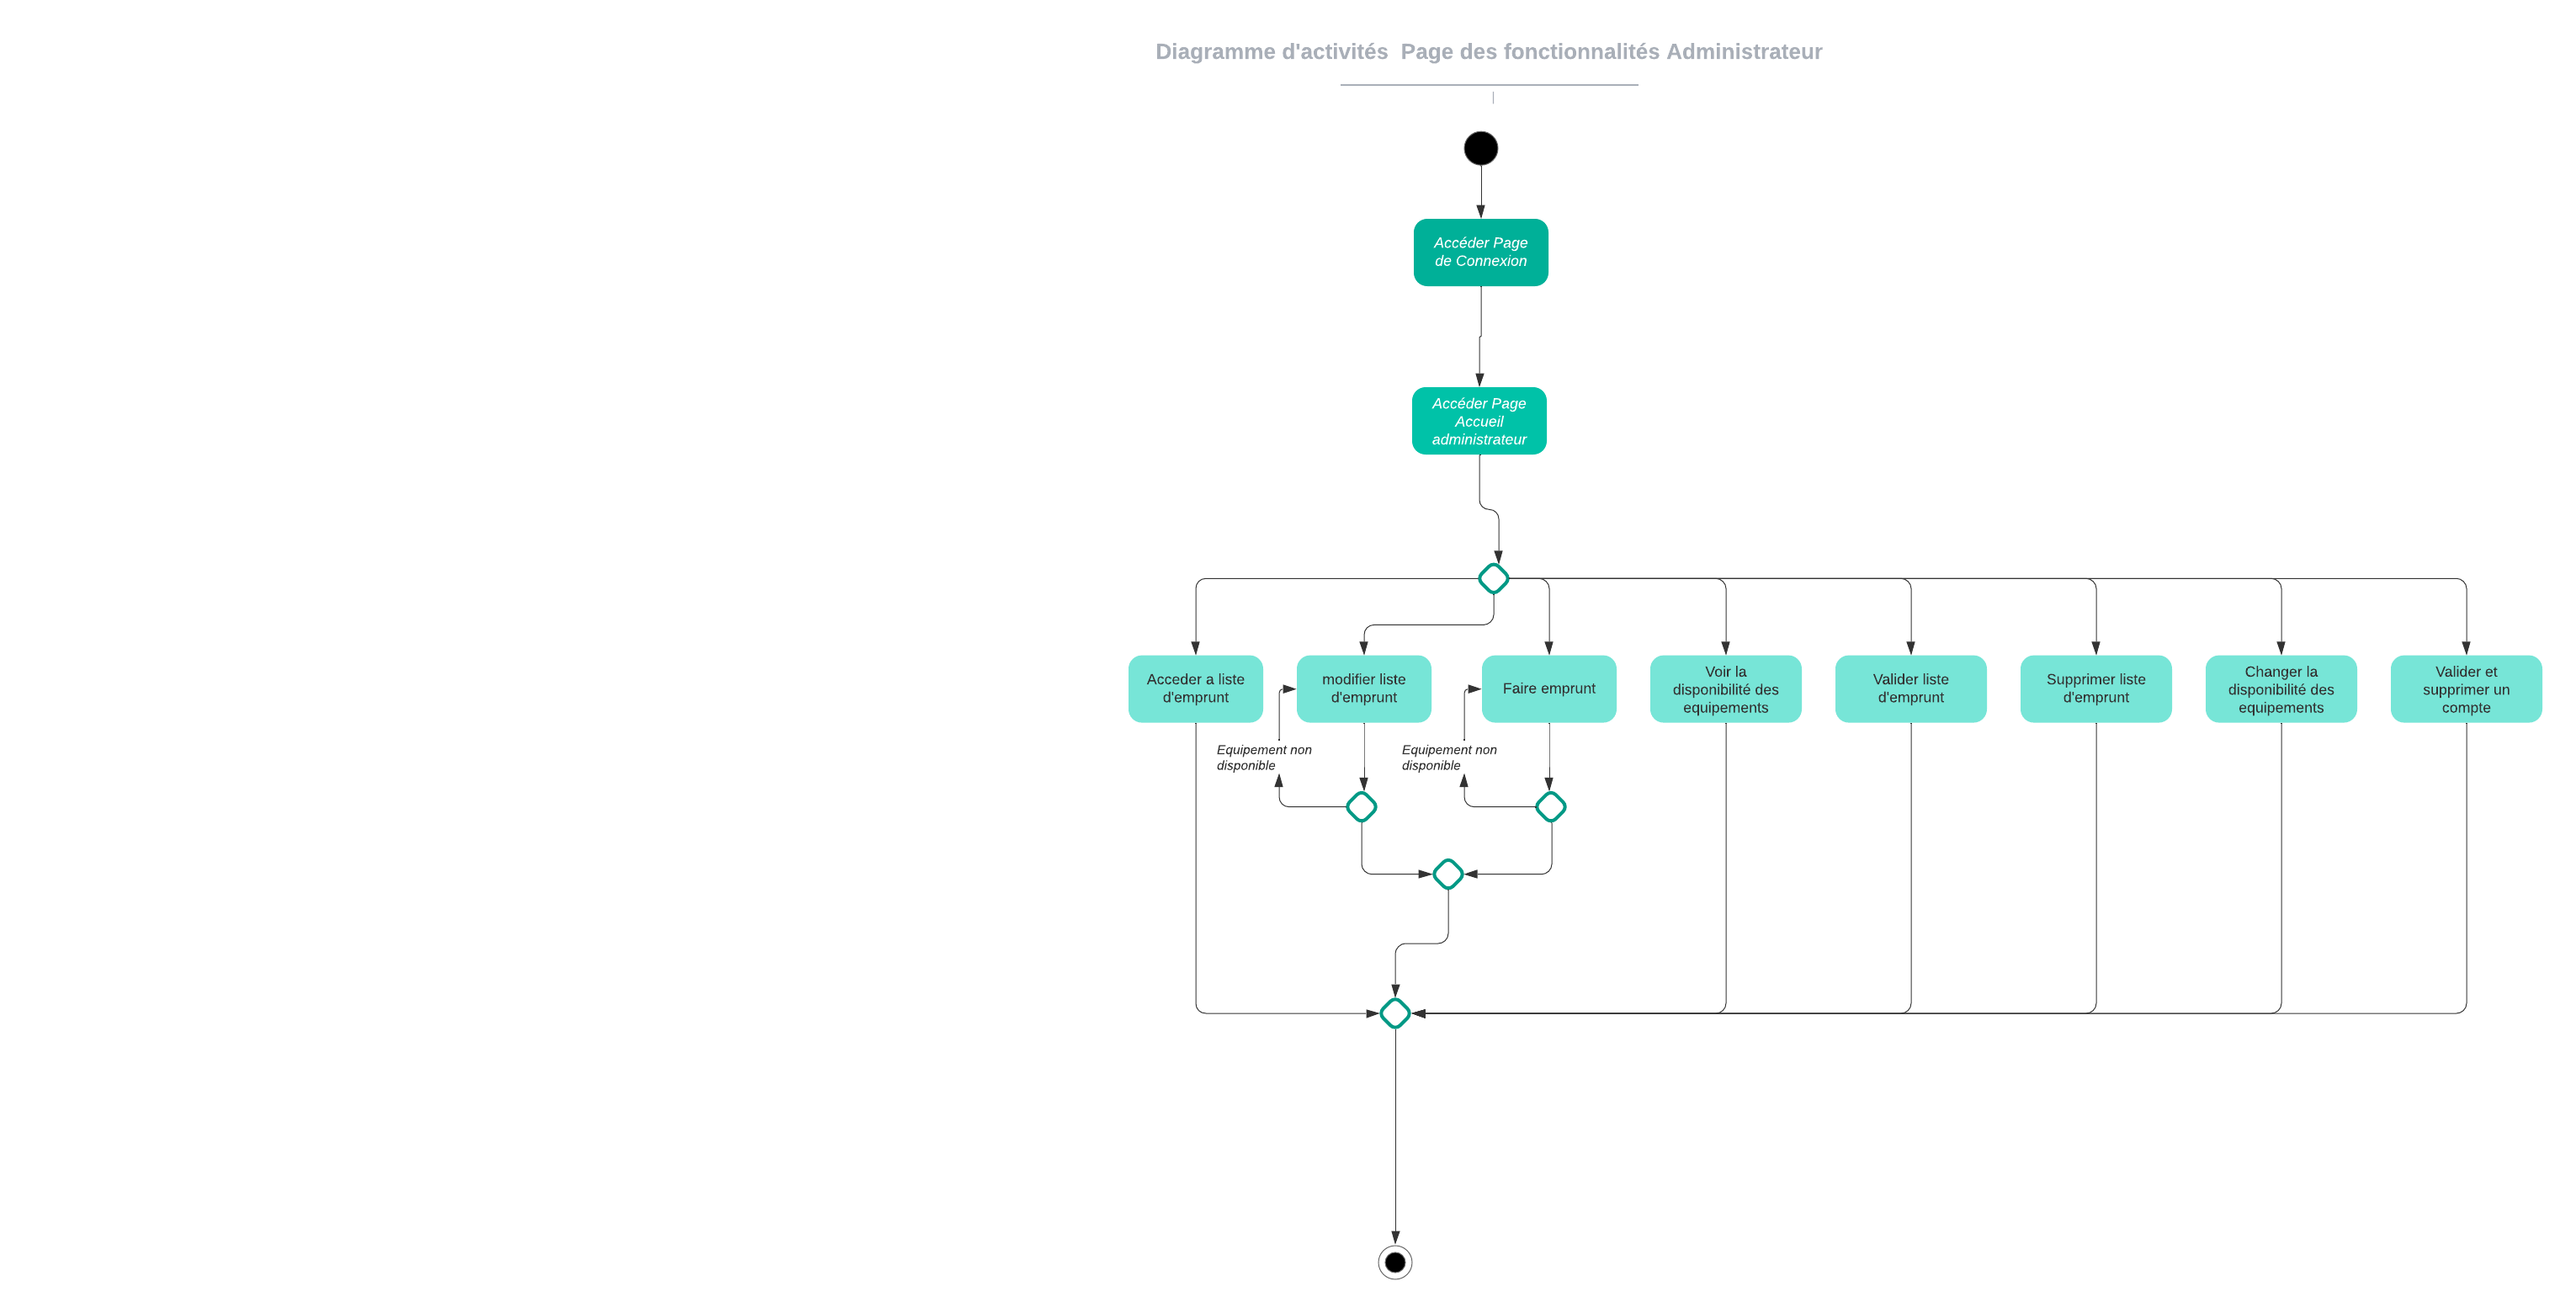 Diagramme d'activités  Page des fonctionnalités Administrateur
Accéder Page
de Connexion
Accéder Page
Accueil
administrateur
Acceder a liste
d'emprunt
modifier liste
d'emprunt
Faire emprunt
Voir la
disponibilité des
equipements
Valider liste
d'emprunt
Supprimer liste
d'emprunt
Changer la
disponibilité des
equipements
Valider et
supprimer un
compte
Equipement non
disponible
Equipement non
disponible